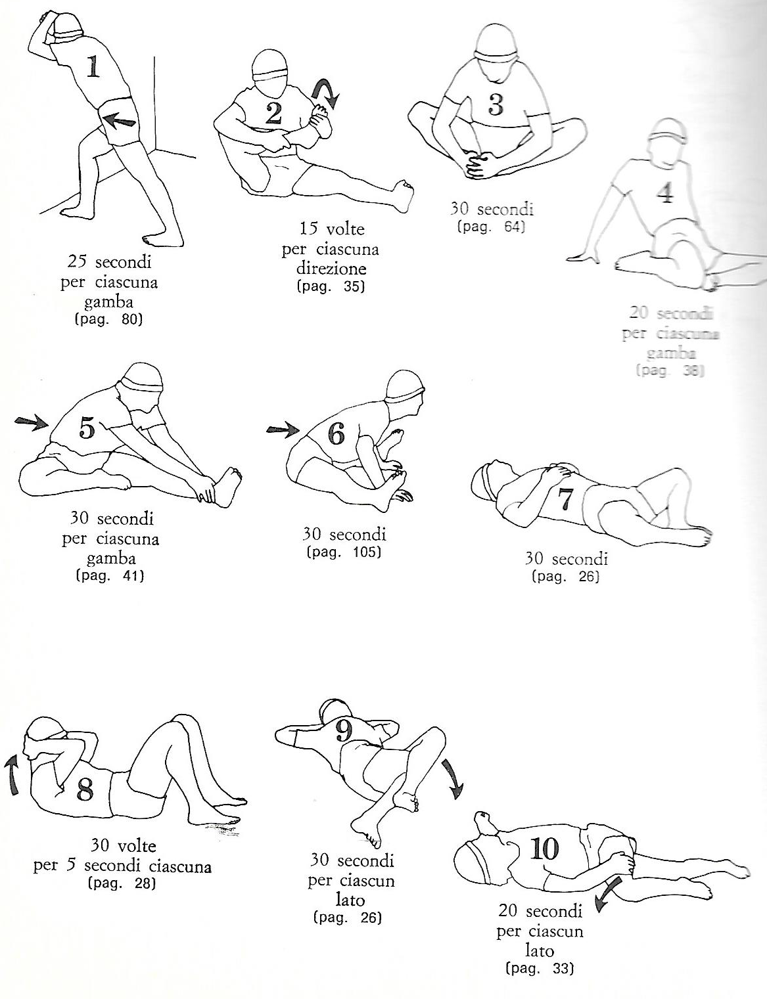 1
25 secondi
per ciascuna
gamba
(pag. 80)
2
15 volte
per ciascuna
direzione
(pag. 35)
3
30 secondi
(pag. 64)
4
20 secondi
per ciascuna
gamba
(pag. 38)
5
30 secondi
per ciascuna
gamba
(pag. 41)
6
30 secondi
(pag. 105)
7
30 secondi
(pag. 26)
8
30 volte
per 5 secondi ciascuna
(pag. 28)
9
30 secondi
per ciascun
lato
(pag. 26)
10
20 secondi
per ciascun
lato
(pag. 33)